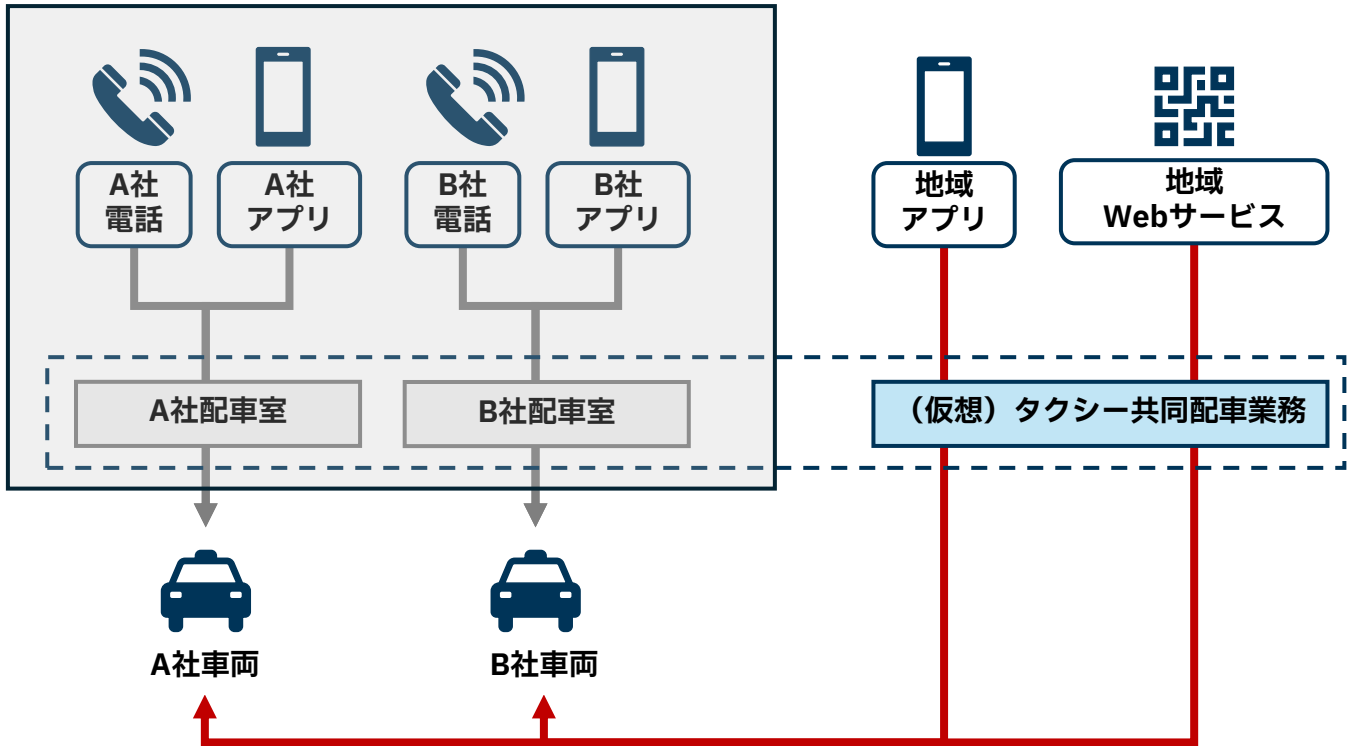 A社
電話
A社
アプリ
B社
電話
B社
アプリ
地域
アプリ
地域
Webサービス
A社配車室
B社配車室
（仮想）タクシー共同配車業務
A社車両
B社車両